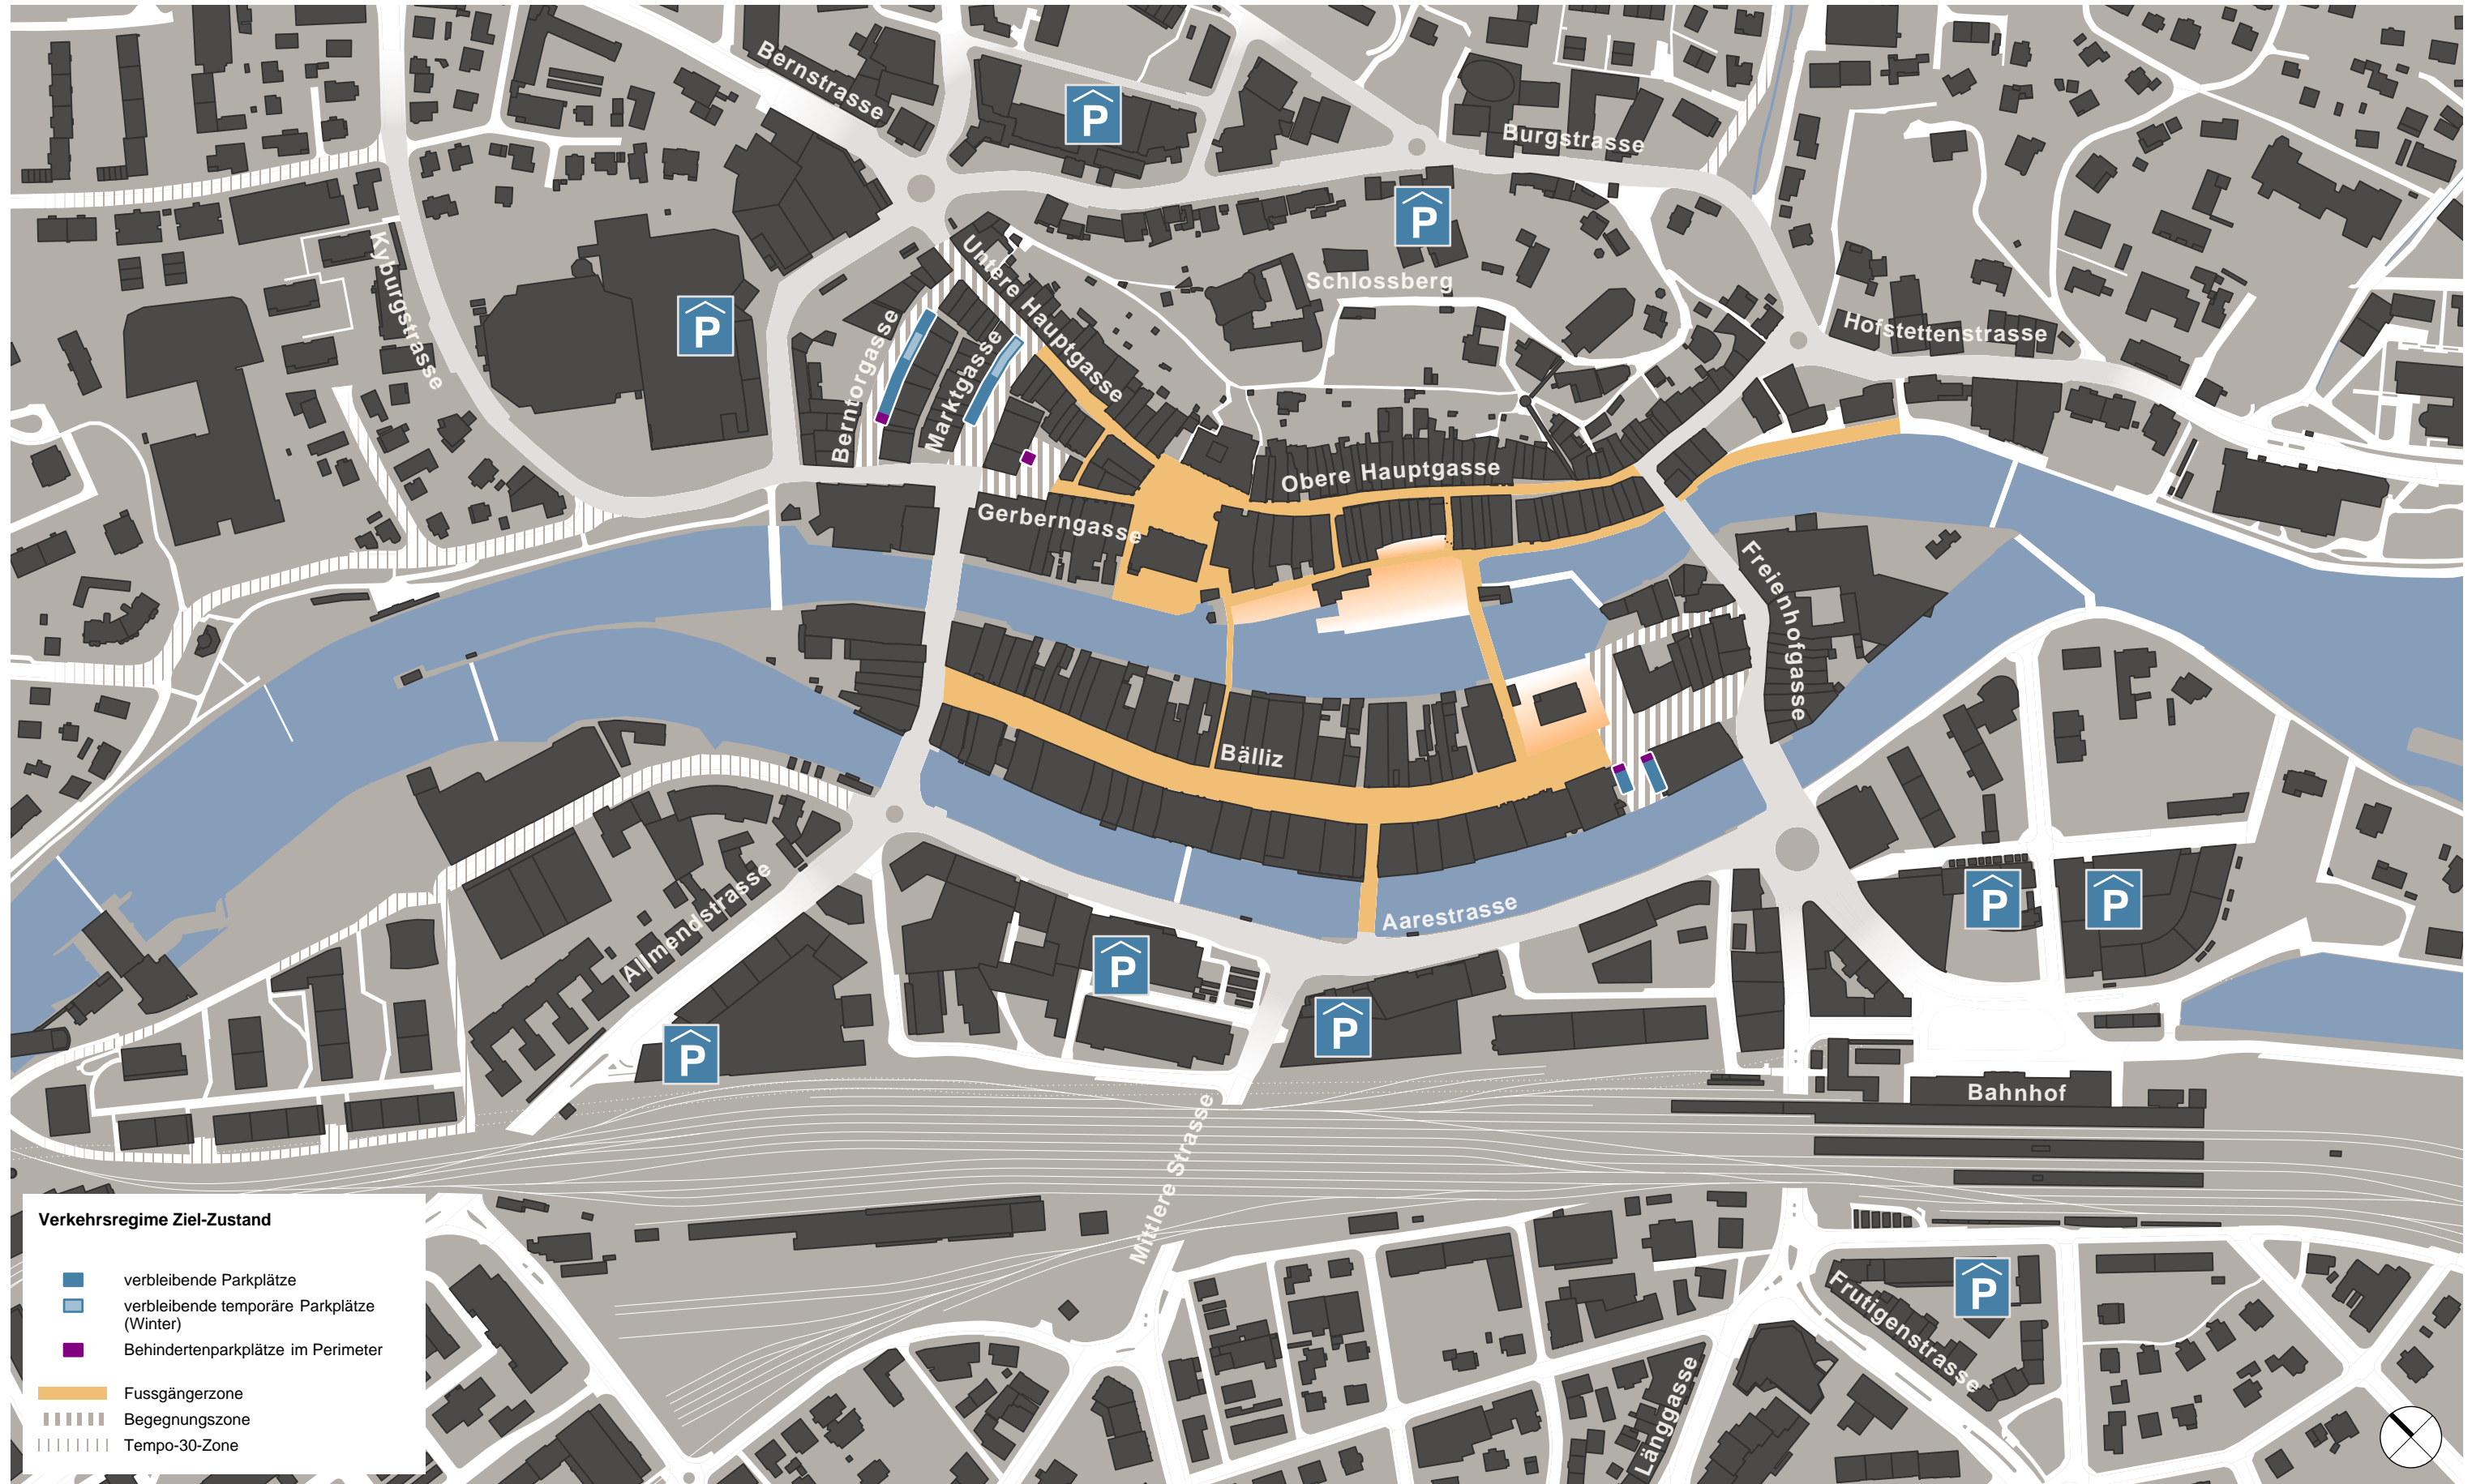 Bernstrasse
P
Burgstrasse
P
Kyburgstrasse
Untere Hauptgasse
Schlossberg
P
Berntorgasse
Marktgasse
Hofstettenstrasse
Obere Hauptgasse
Gerberngasse
Freienhofgasse
Bälliz
Allmendstrasse
Aarestrasse
P
P
P
P
P
Bahnhof
Mittlere Strasse
P
Frutigenstrasse
Länggasse
Verkehrsregime Ziel-Zustand
verbleibende Parkplätze
verbleibende temporäre Parkplätze
(Winter)
Behindertenparkplätze im Perimeter
Fussgängerzone
Begegnungszone
Tempo-30-Zone